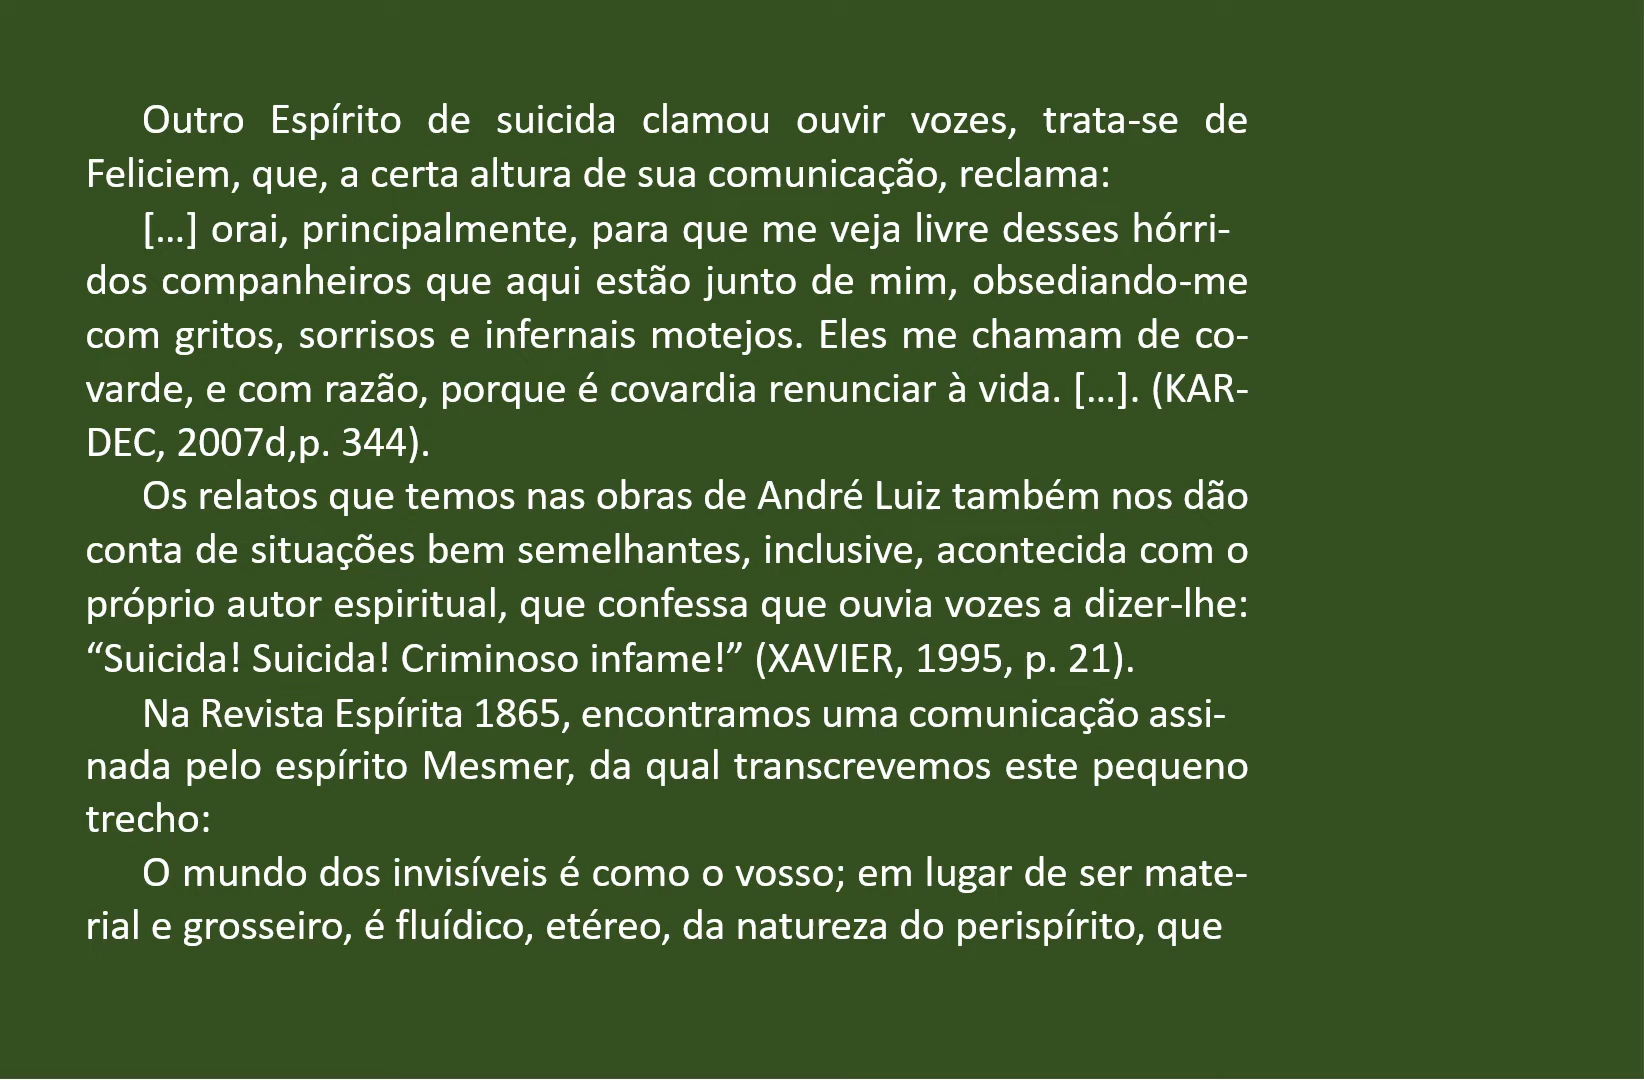 Outro Espírito de suicida clamou ouvir vozes, trata-se de
Feliciem, que, a certa altura de sua comunicação, reclama:
[...] orai, principalmente, para que me veja livre desses hórri-
dos companheiros que aqui estão junto de mim, obsediando-me
com gritos, sorrisos e infernais motejos. Eles me chamam de co-
varde, e com razão, porque é covardia renunciar à vida. [...]. (KAR-
DEC, 2007d,p. 344).
Os relatos que temos nas obras de André Luiz também nos dão
conta de situações bem semelhantes, inclusive, acontecida com o
próprio autor espiritual, que confessa que ouvia vozes a dizer-lhe:
“Suicida! Suicida! Criminoso infame!” (XAVIER, 1995, p. 21).
Na Revista Espírita 1865, encontramos uma comunicação assi-
nada pelo espírito Mesmer, da qual transcrevemos este pequeno
trecho:
O mundo dos invisíveis é como o vosso; em lugar de ser mate-
rial e grosseiro, é fluídico, etéreo, da natureza do perispírito, que